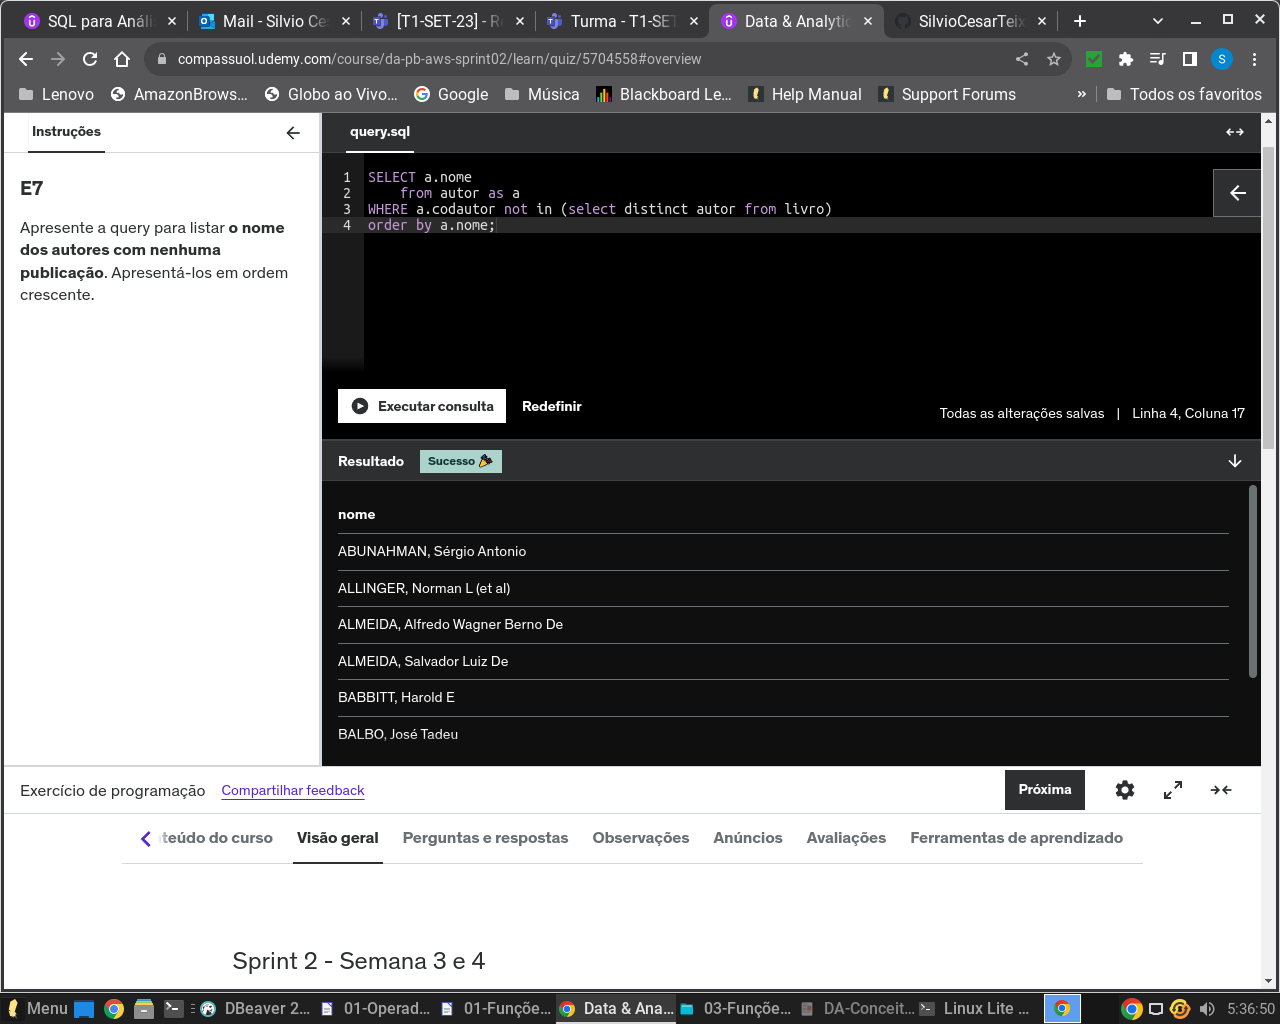 SQL para Anális
Mail - Silvio Ces
[T1-SET-23] - Re
Turma - T1-SET
Data & Analytic
SilvioCesarTeix
compassuol.udemy.com/course/da-pb-aws-sprint02/learn/quiz/5704558#overview
S
Lenovo
AmazonBrows...
Globo ao Vivo...
Google
Música
Blackboard Le...
Help Manual
Support Forums
»
Todos os favoritos
Instruções
query.sql
E7
Apresente a query para listar o nome
dos autores com nenhuma
publicação. Apresentá-los em ordem
crescente.
1 SELECT a.nome
2 from autor as a
3 WHERE a.codautor not in (select distinct autor from livro)
4 order by a.nome;
Executar consulta
Redefinir
Todas as alterações salvas | Linha 4, Coluna 17
Resultado
Sucesso
nome
ABUNAHMAN, Sérgio Antonio
ALLINGER, Norman L (et al)
ALMEIDA, Alfredo Wagner Berno De
ALMEIDA, Salvador Luiz De
BABBITT, Harold E
BALBO, José Tadeu
Exercício de programação
Compartilhar feedback
Próxima
teúdo do curso
Visão geral
Perguntas e respostas
Observações
Anúncios
Avaliações
Ferramentas de aprendizado
Sprint 2 - Semana 3 e 4
Menu
DBeaver 2...
01-Operad...
01-Funçõe...
Data & Ana...
03-Funçõe...
DA-Conceit...
Linux Lite ...
5:36:50